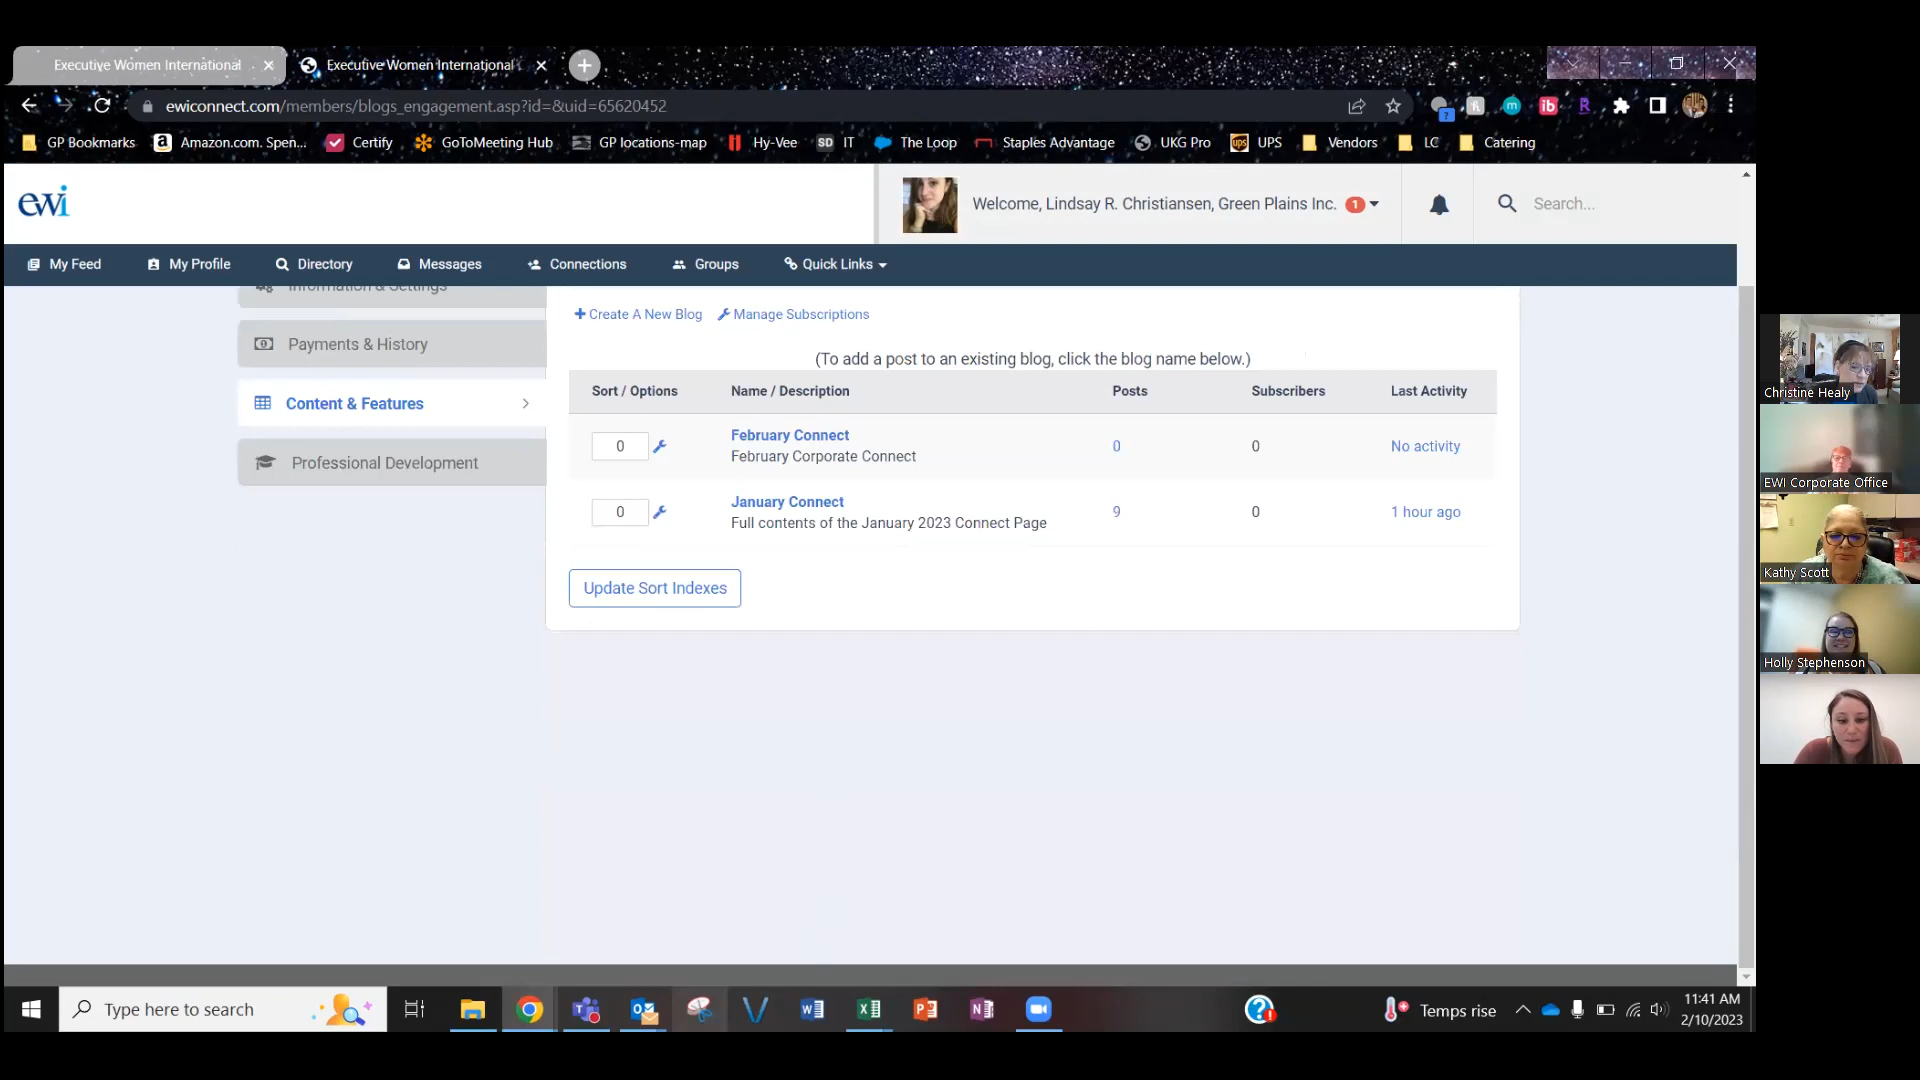 Executive Women International
Executive Women International
ewiconnect.com/members/blogs_engagement.asp?id=&uid=65620452
GP Bookmarks
Amazon.com. Spen...
Certify
GoToMeeting Hub
GP locations-map
Hy-Vee
SD IT
The Loop
Staples Advantage
UKG Pro
UPS
Vendors
LC
Catering
ewi
Welcome, Lindsay R. Christiansen, Green Plains Inc. 1
Search...
My Feed
My Profile
Directory
Messages
Connections
Groups
Quick Links
Information & Settings
Payments & History
Content & Features
Professional Development
Create A New Blog
Manage Subscriptions
(To add a post to an existing blog, click the blog name below.)
Sort / Options Name / Description Posts Subscribers Last Activity
0 February Connect 0 0 No activity
February Corporate Connect
0 January Connect 9 0 1 hour ago
Full contents of the January 2023 Connect Page
Update Sort Indexes
Christine Healy
EWI Corporate Office
Kathy Scott
Holly Stephenson
Type here to search
Temps rise
11:41 AM
2/10/2023